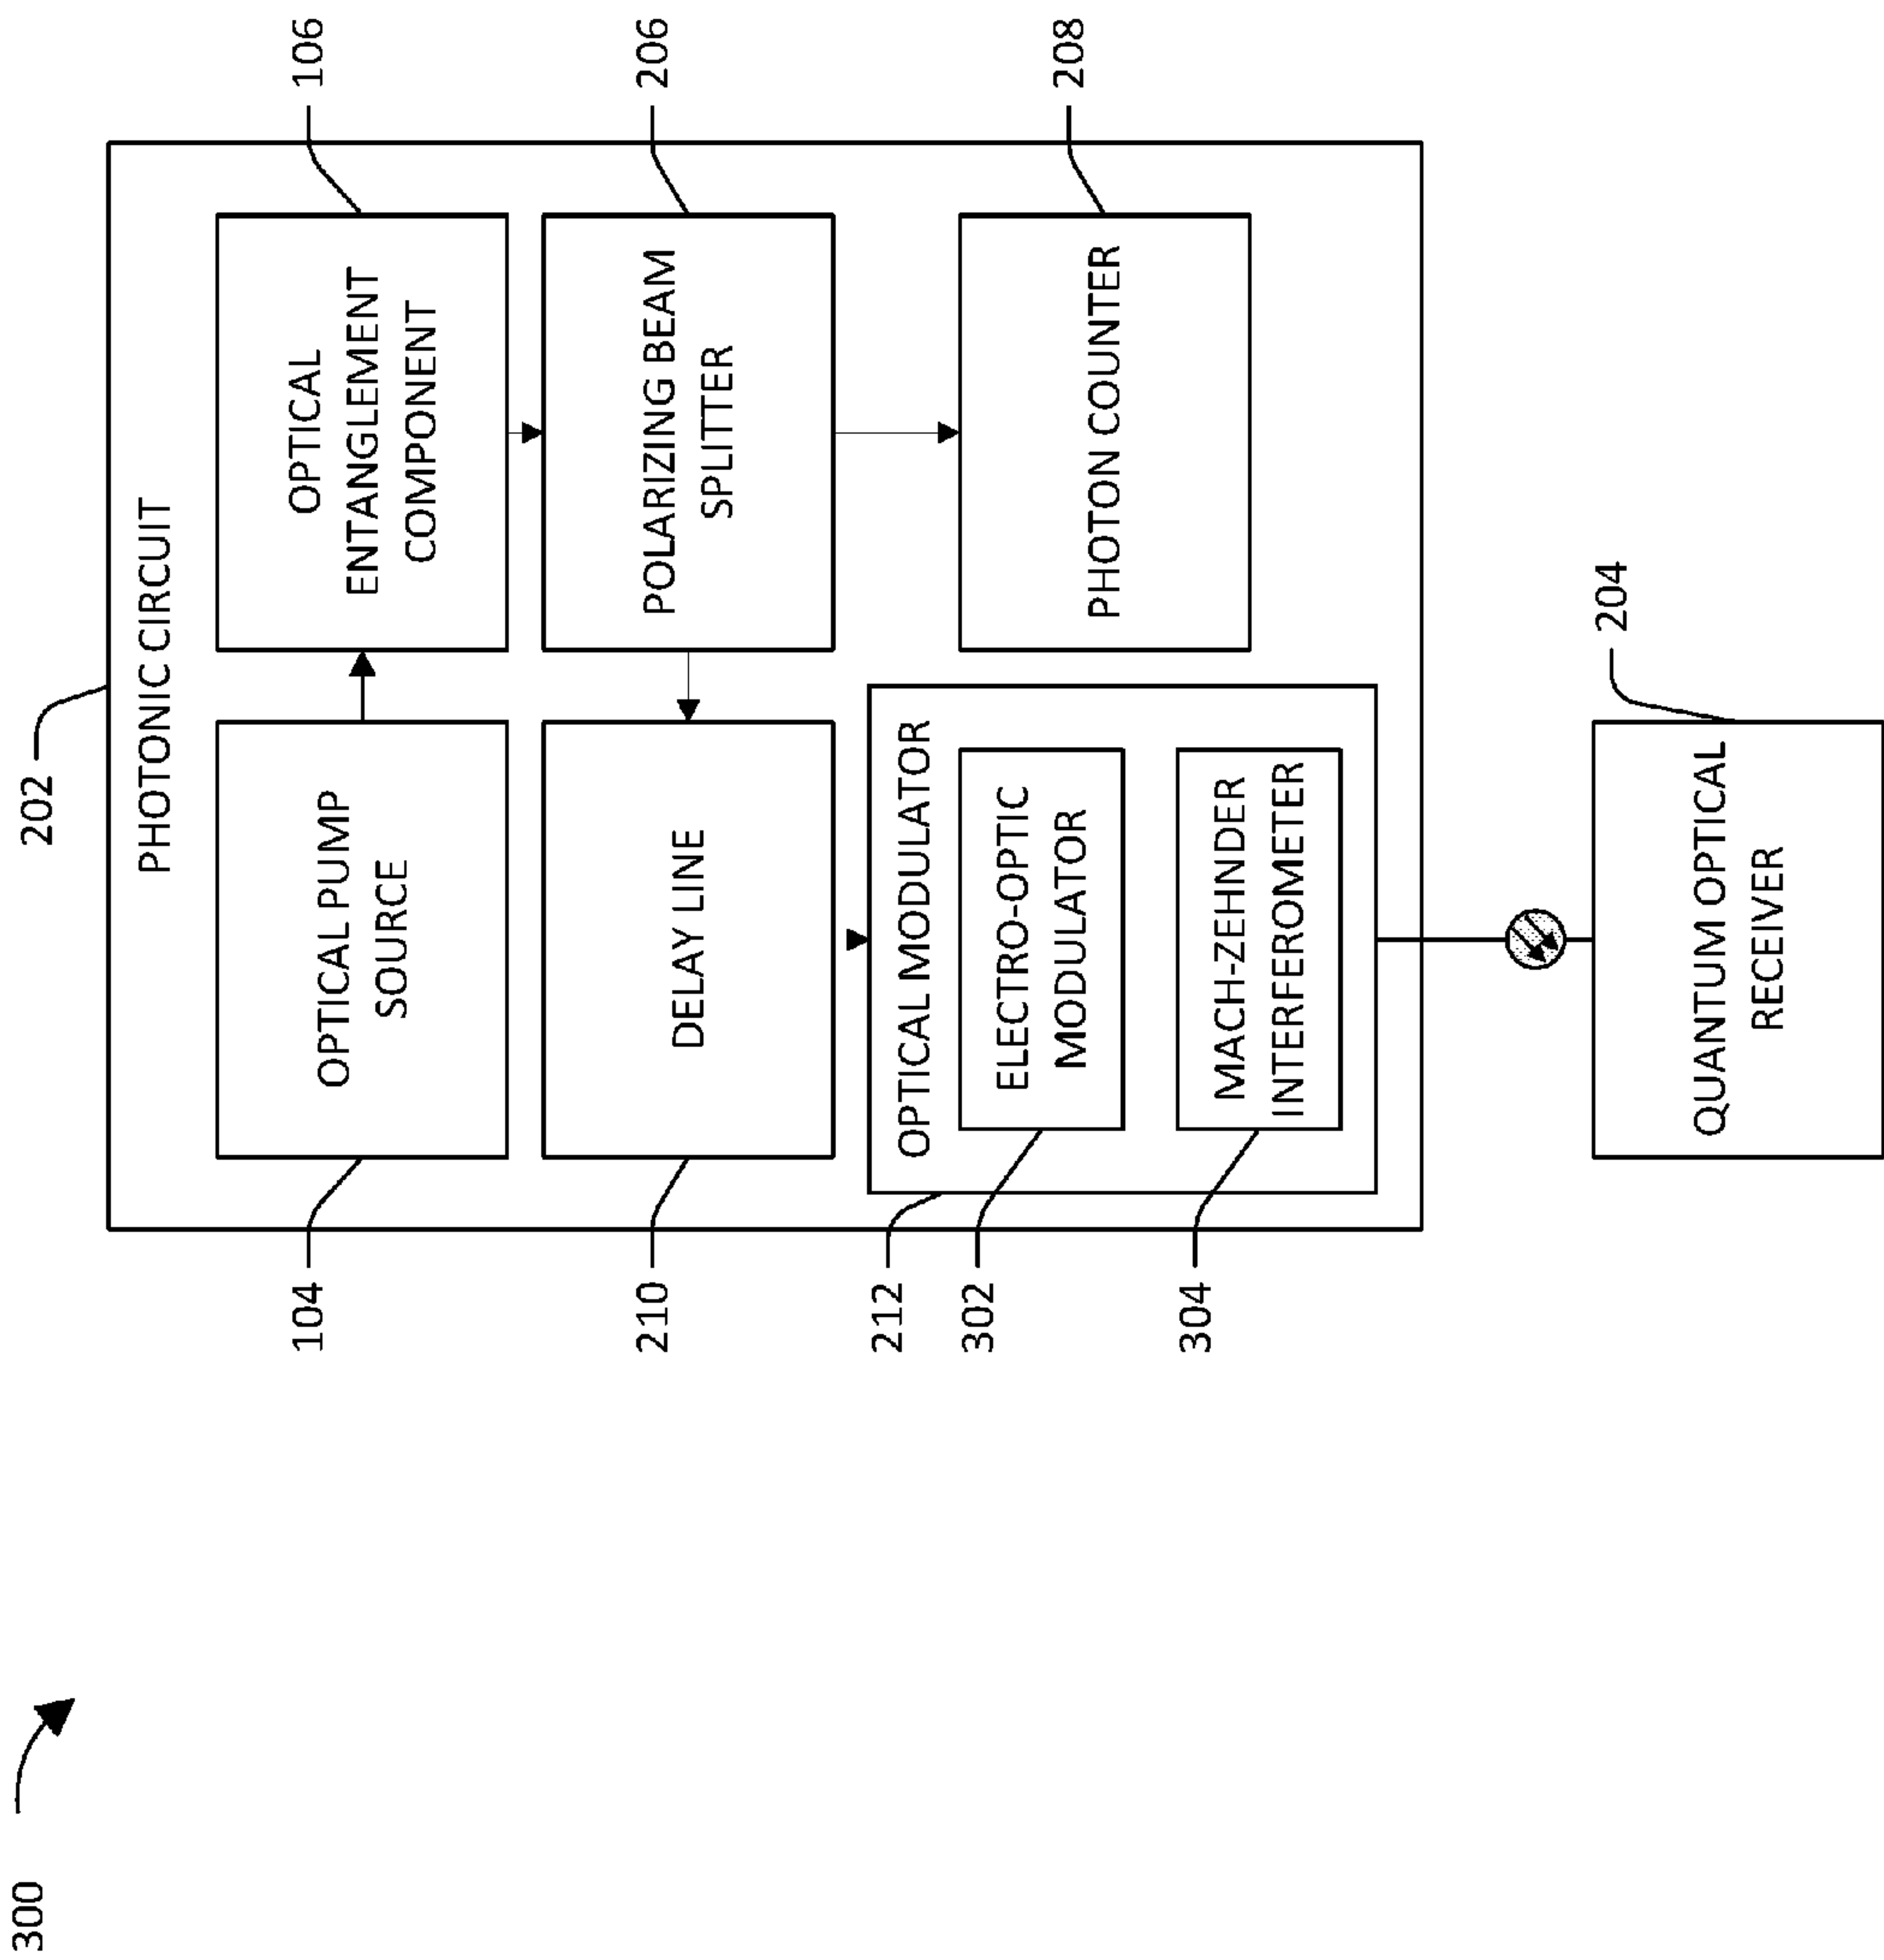 300
202
PHOTONIC CIRCUIT
104
OPTICAL PUMP
SOURCE
OPTICAL
ENTANGLEMENT
COMPONENT
106
210
DELAY LINE
POLARIZING BEAM
SPLITTER
206
212
OPTICAL MODULATOR
302
ELECTRO-OPTIC
MODULATOR
304
MACH-ZEHNDER
INTERFEROMETER
PHOTON COUNTER
208
204
QUANTUM OPTICAL
RECEIVER